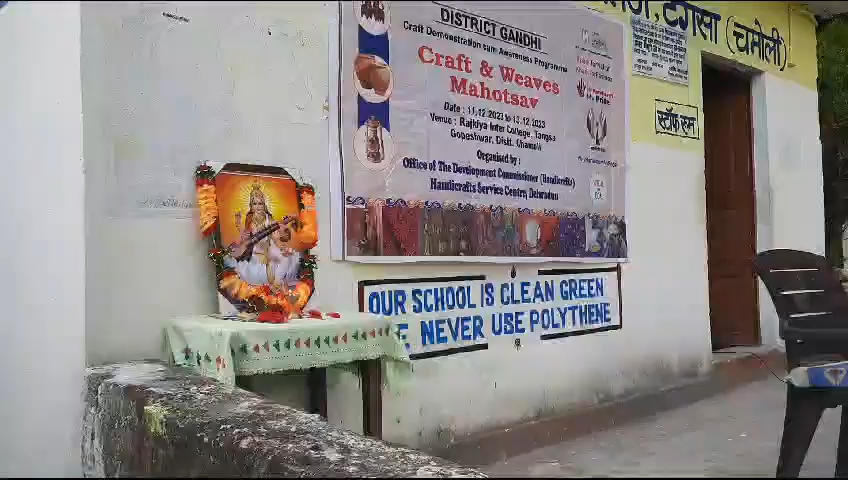 DISTRICT GANDHI
Craft Demonstration cum Awareness Programme
Craft & Weaves
Mahotsav
Date : 11.12.2023 to 13.12.2023
Venue : Rajkiya Inter College, Tangsa
Gopeshwar, Distt. Chamoli
Organised by :
Office of The Development Commissioner (Handicrafts)
Handicrafts Service Centre, Dehradun
टंगसा (चमोली)
स्टॉफ रूम
OUR SCHOOL IS CLEAN GREEN
E NEVER USE POLYTHENE